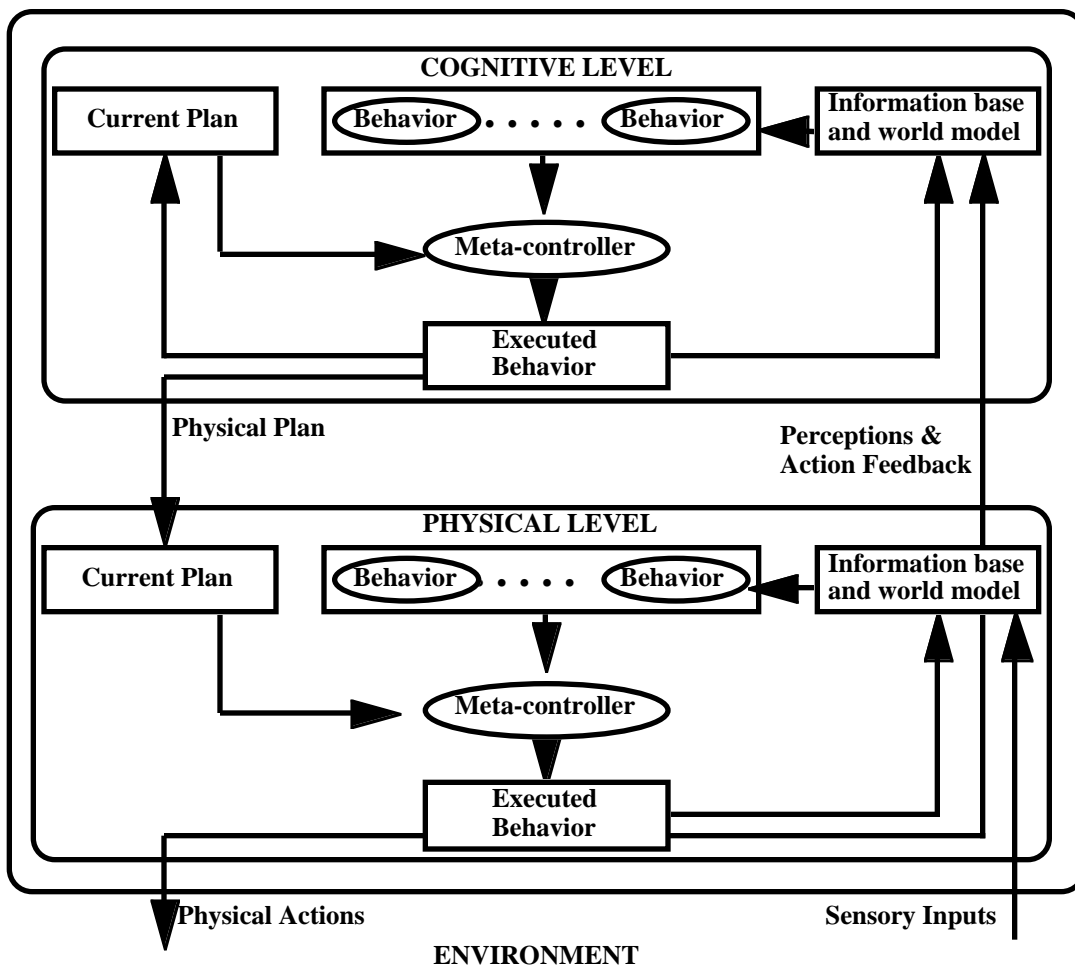 COGNITIVE LEVEL
Current Plan
Behavior . . . . . Behavior
Information base
and world model
Meta-controller
Executed
Behavior
Physical Plan
Perceptions &
Action Feedback
PHYSICAL LEVEL
Current Plan
Behavior . . . . . Behavior
Information base
and world model
Meta-controller
Executed
Behavior
Physical Actions
Sensory Inputs
ENVIRONMENT